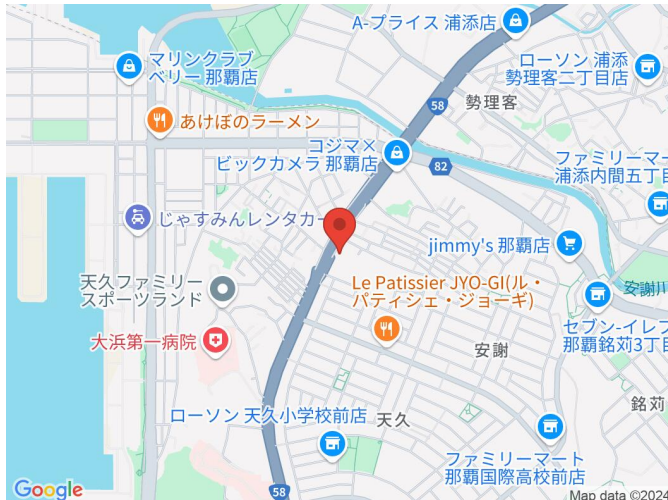 A-プライス 浦添店
マリンクラブ
ベリー 那覇店
ローソン 浦添
勢理客二丁目店
58
勢理客
あけぼのラーメン
コジマ×
ビックカメラ 那覇店
82
ファミリーマー
浦添内間五丁目
じゃすみんレンタカー
jimmy's 那覇店
天久ファミリー
スポーツランド
Le Patissier JYO-GI(ル・
パティシェ・ジョーギ)
安謝川
大浜第一病院
安謝
セブン-イレブ
那覇銘苅3丁目
銘苅
ローソン 天久小学校前店
天久
ファミリーマート
那覇国際高校前店
58
Google
Map data ©2024